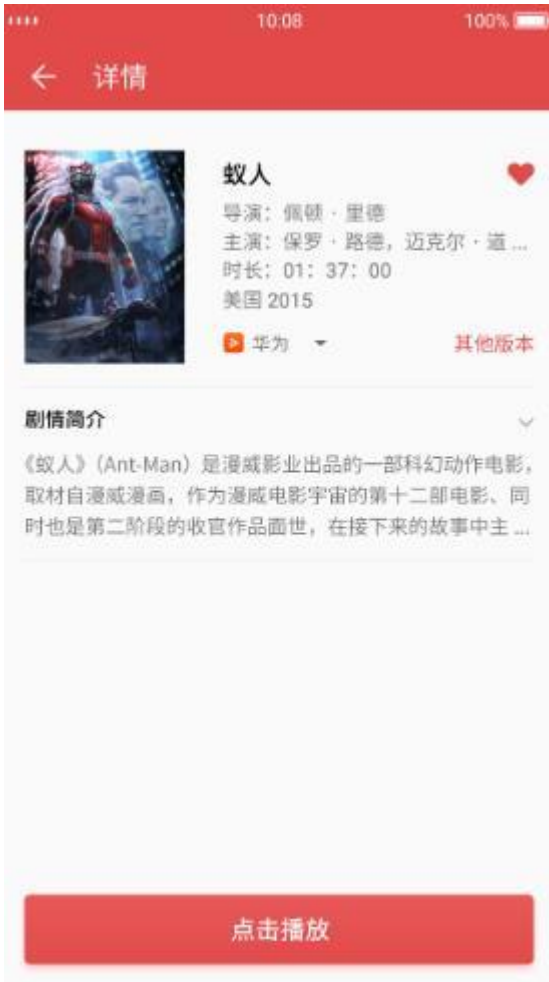 10:08
100%
详情
蚁人
导演：佩顿·里德
主演：保罗·路德，迈克尔·道 ...
时长：01：37：00
美国 2015
华为
其他版本
剧情简介
《蚁人》（Ant-Man）是漫威影业出品的一部科幻动作电影，
取材自漫威漫画，作为漫威电影宇宙的第十二部电影、同
时也是第二阶段的收官作品面世，在接下来的故事中主 ...
点击播放